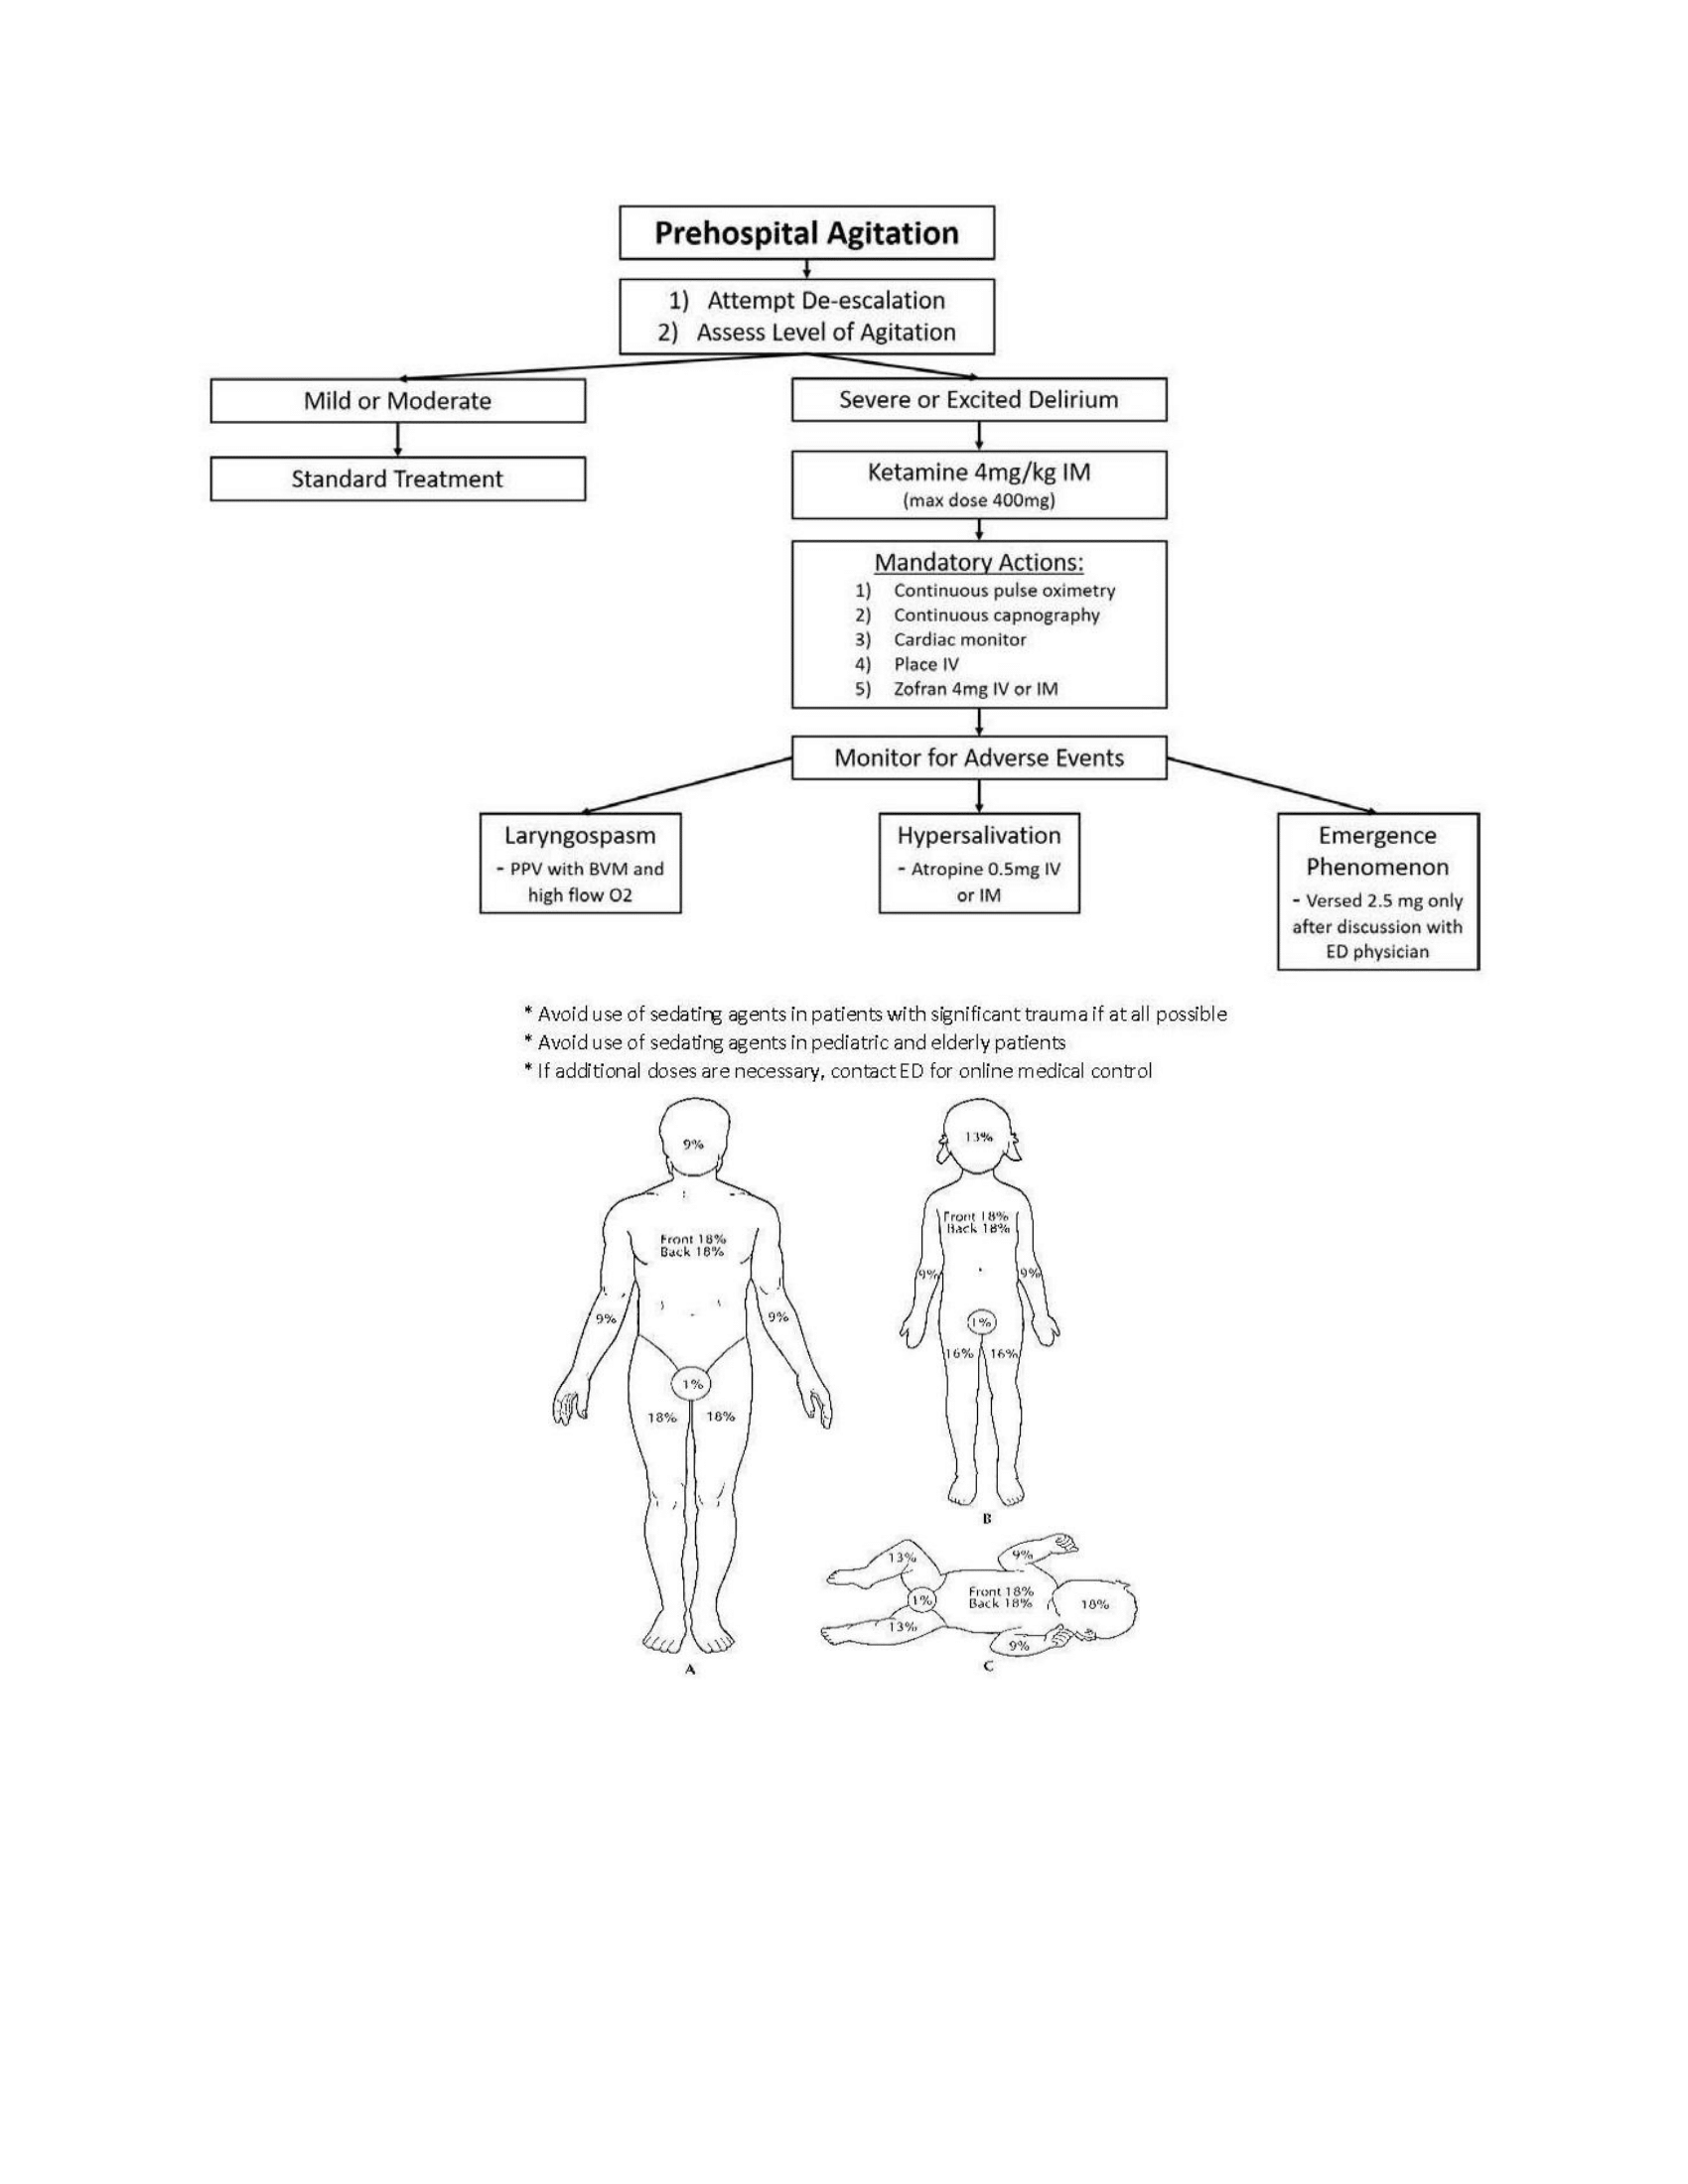 Prehospital Agitation
1) Attempt De-escalation
2) Assess Level of Agitation
Mild or Moderate
Severe or Excited Delirium
Standard Treatment
Ketamine 4mg/kg IM
(max dose 400mg)
Mandatory Actions:
1) Continuous pulse oximetry
2) Continuous capnography
3) Cardiac monitor
4) Place IV
5) Zofran 4mg IV or IM
Monitor for Adverse Events
Laryngospasm
- PPV with BVM and
high flow O2
Hypersalivation
- Atropine 0.5mg IV
or IM
Emergence
Phenomenon
- Versed 2.5 mg only
after discussion with
ED physician
* Avoid use of sedating agents in patients with significant trauma if at all possible
* Avoid use of sedating agents in pediatric and elderly patients
* If additional doses are necessary, contact ED for online medical control
9%
Front 18%
Back 18%
9%
9%
1%
18%
18%
A
13%
Front 18%
Back 18%
9%
9%
1%
16%
16%
B
13%
9%
1%
Front 18%
Back 18%
18%
13%
9%
C